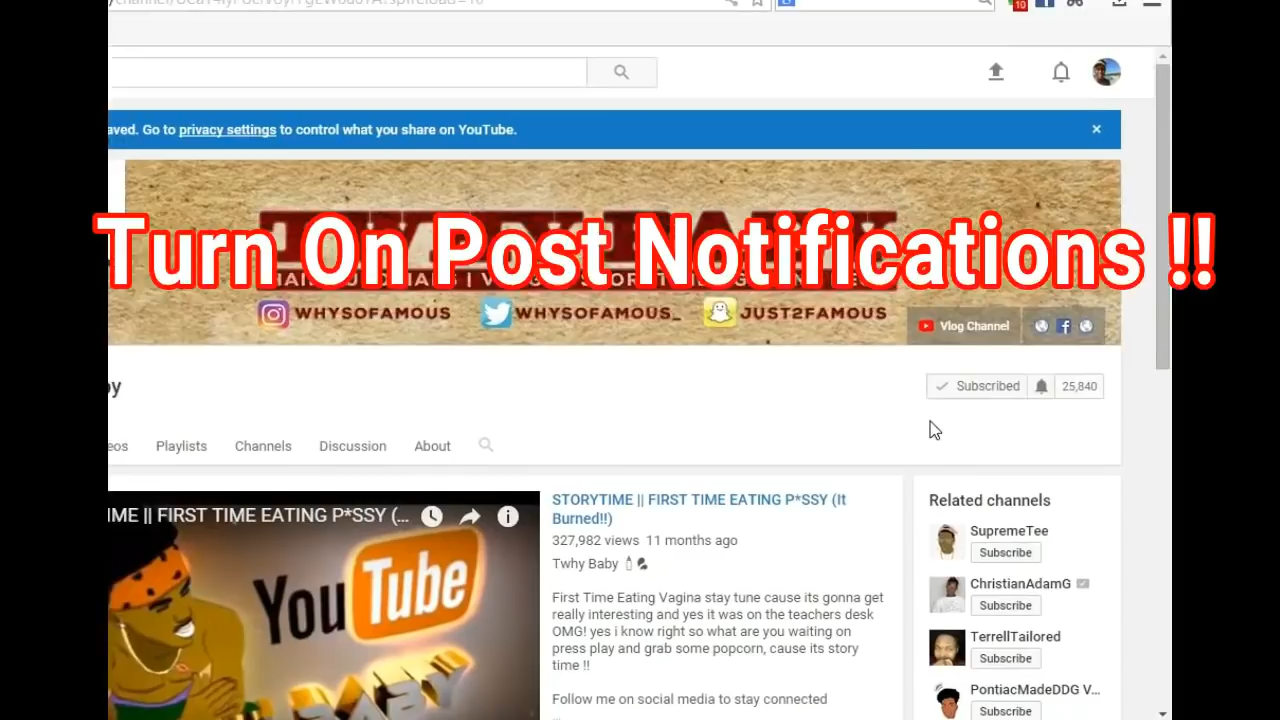 10
aved. Go to privacy settings to control what you share on YouTube.
Turn On Post Notifications !!
WHYSOFAMOUS
WHYSOFAMOUS_
JUST2FAMOUS
Vlog Channel
by
Subscribed
25,840
eos
Playlists
Channels
Discussion
About
IME || FIRST TIME EATING P*SSY (...
YouTube
BABY
STORYTIME || FIRST TIME EATING P*SSY (It
Burned!!)
327,982 views 11 months ago
Twhy Baby
First Time Eating Vagina stay tune cause its gonna get
really interesting and yes it was on the teachers desk
OMG! yes i know right so what are you waiting on
press play and grab some popcorn, cause its story
time !!
Follow me on social media to stay connected
...
Related channels
SupremeTee
Subscribe
ChristianAdamG
Subscribe
TerrellTailored
Subscribe
PontiacMadeDDG V...
Subscribe